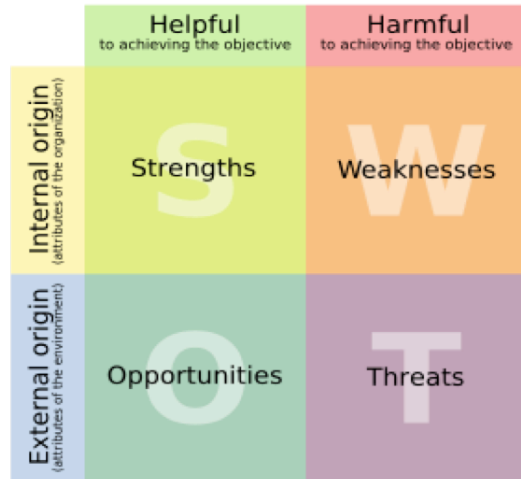 Helpful
to achieving the objective
Harmful
to achieving the objective
Internal origin
(attributes of the organization)
S
Strengths
W
Weaknesses
External origin
(attributes of the environment)
O
Opportunities
T
Threats